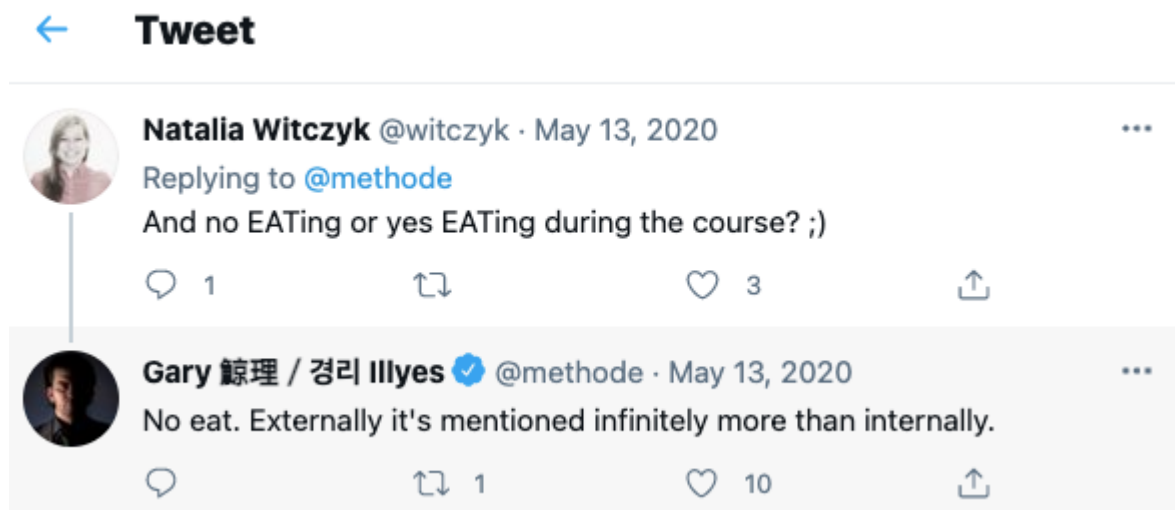 Tweet
Natalia Witczyk @witczyk · May 13, 2020
Replying to @methode
And no EATing or yes EATing during the course? ;)
1 3
Gary 鯨理 / 경리 Illyes @methode · May 13, 2020
No eat. Externally it's mentioned infinitely more than internally.
1 10